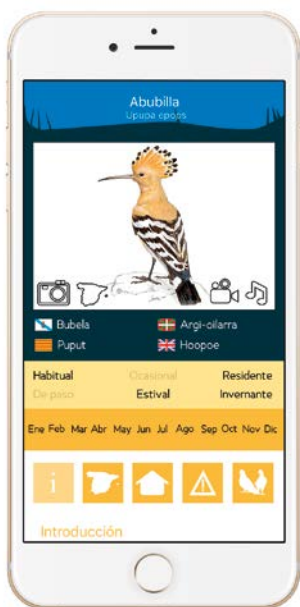 Abubilla
Upupa epops
Bubela Argi-oilarra
Puput Hoopoe
Habitual Ocasional Residente
De paso Estival Invernante
Ene Feb Mar Abr May Jun Jul Ago Sep Oct Nov Dic
i
Introducción